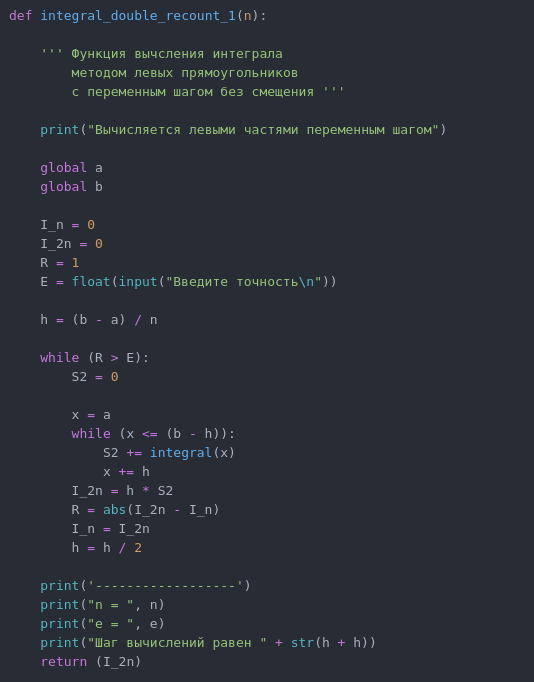 def integral_double_recount_1(n):
''' Функция вычсления интеграла
методом левых прямоугольников
с переменным шагом без смещения '''
print("Вычисляется левыми частями переменным шагом")
global a
global b
I_n = 0
I_2n = 0
R = 1
E = float(input("Введите точность\n"))
h = (b - a) / n
while (R > E):
S2 = 0
x = a
while (x <= (b - h)):
S2 += integral(x)
x += h
I_2n = h * S2
R = abs(I_2n - I_n)
I_n = I_2n
h = h / 2
print('------------------')
print("n = ", n)
print("e = ", e)
print("Шаг вычислений равен " + str(h + h))
return (I_2n)